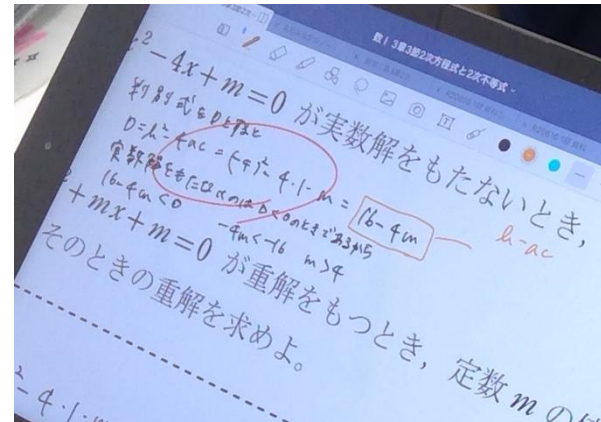 数Ⅰ 3章3節2次方程式と2次不等式
² - 4x + m = 0 が実数解をもたないとき,
判別式をDとすると
D = b² - 4ac = (-4)² - 4・1・m = 16 - 4m
実数解をもたないのはD<0のときであるから
16 - 4m < 0
-4m < -16 m > 4
+ mx + m = 0 が重解をもつとき, 定数 m の
そのときの重解を求めよ。
- 4・1・m